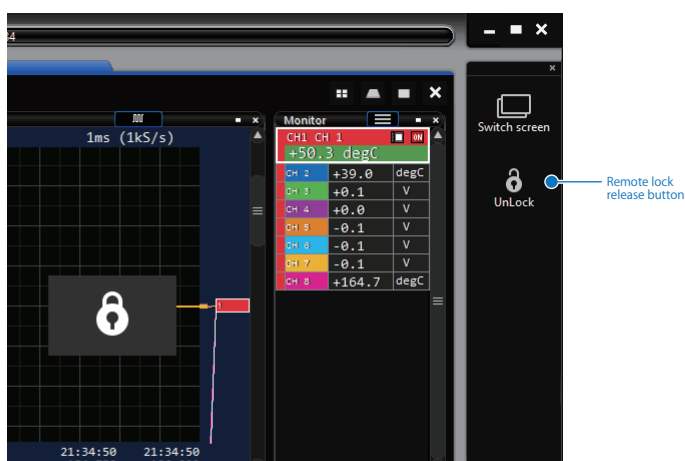 34
1ms (1kS/s)
Monitor
CH1 CH 1 ON
+50.3 degC
CH 2 +39.0 degC
CH 3 +0.1 V
CH 4 +0.0 V
CH 5 -0.1 V
CH 6 -0.1 V
CH 7 -0.1 V
CH 8 +164.7 degC
1
21:34:50 21:34:50
Switch screen
UnLock
Remote lock
release button